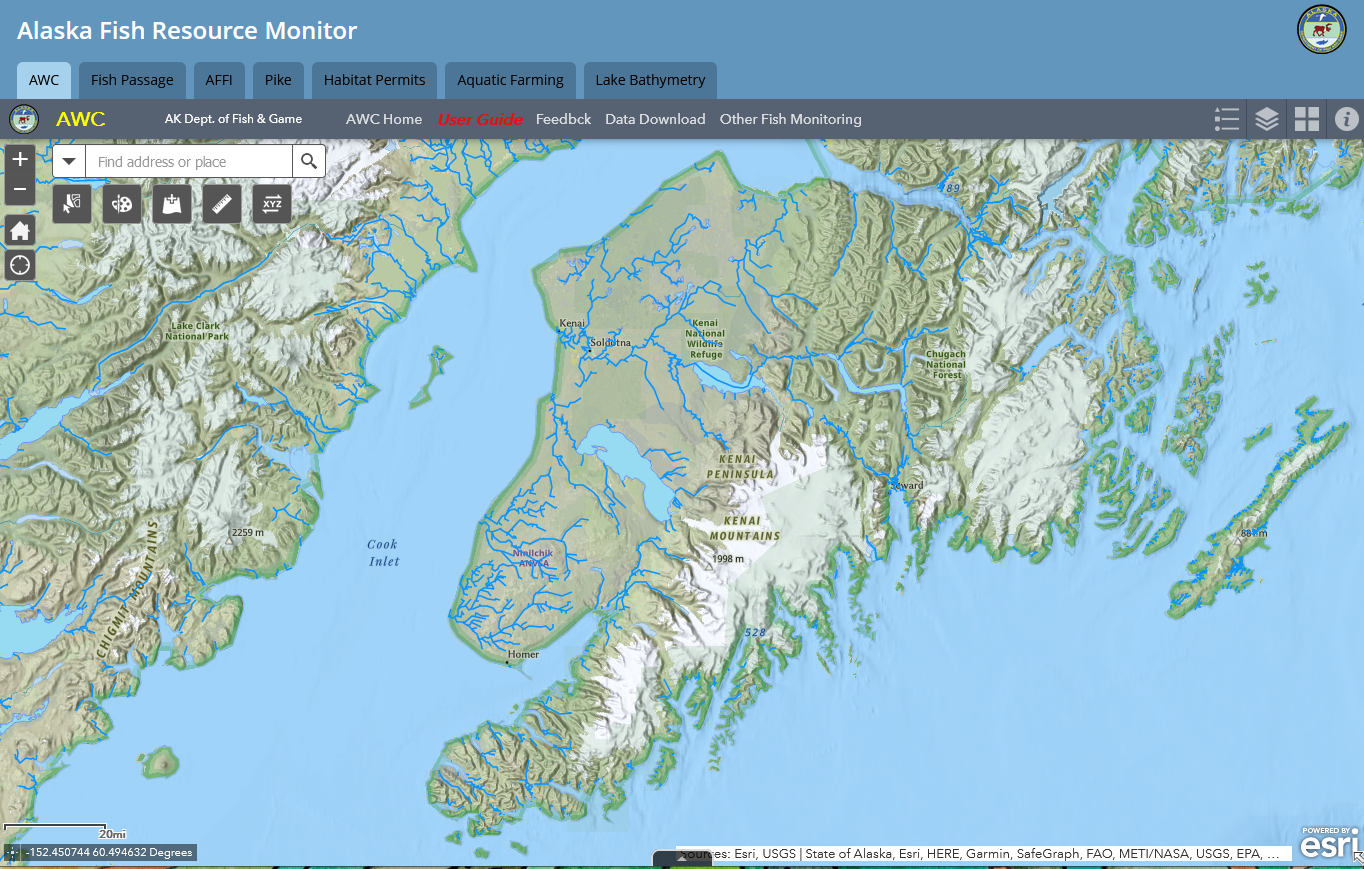 Alaska Fish Resource Monitor
AWC Fish Passage AFFI Pike Habitat Permits Aquatic Farming Lake Bathymetry
AWC AK Dept. of Fish & Game AWC Home User Guide Feedbck Data Download Other Fish Monitoring
Find address or place
XYZ
89
Kenai
Soldotna
Lake Clark
National Park
Kenai
National
Wildlife
Refuge
Chugach
National
Forest
KENAI
PENINSULA
Seward
KENAI
MOUNTAINS
2259 m
887 m
Cook
Inlet
Ninilchik
ANVSA
1998 m
CHIGMIT MOUNTAINS
528
Homer
20mi
-152.450744 60.494632 Degrees
Sources: Esri, USGS | State of Alaska, Esri, HERE, Garmin, SafeGraph, FAO, METI/NASA, USGS, EPA, ...
POWERED BY
esri